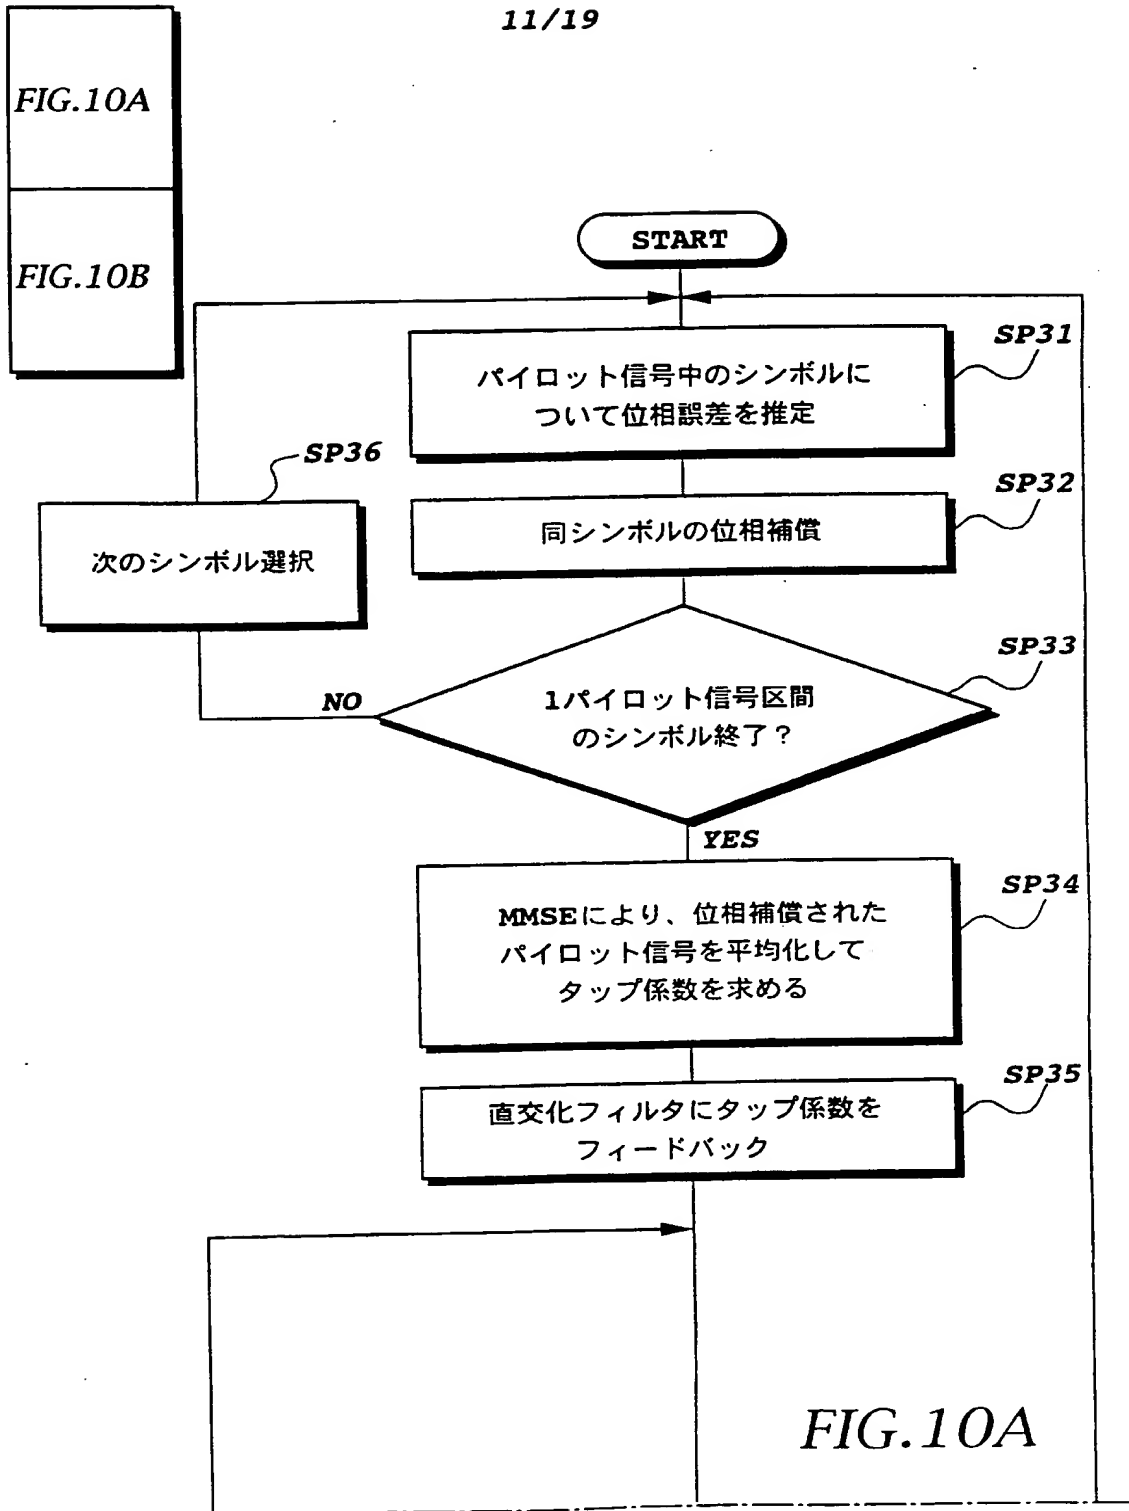 11/19
FIG.10A
FIG.10B
START
SP31
パイロット信号中のシンボルに
ついて位相誤差を推定
SP36
次のシンボル選択
SP32
同シンボルの位相補償
SP33
1パイロット信号区間
のシンボル終了？
NO
YES
SP34
MMSEにより、位相補償された
パイロット信号を平均化して
タップ係数を求める
SP35
直交化フィルタにタップ係数を
フィードバック
FIG.10A